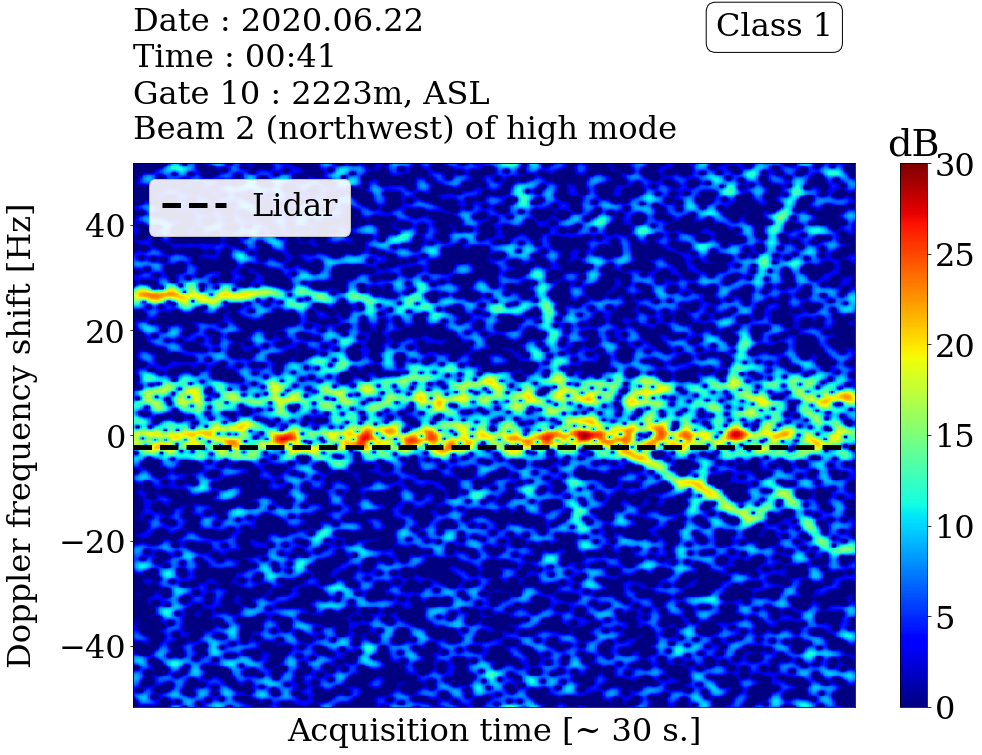 Date : 2020.06.22
Time : 00:41
Gate 10 : 2223m, ASL
Beam 2 (northwest) of high mode
Class 1
dB
Lidar
Doppler frequency shift [Hz]
40
20
0
−20
−40
30
25
20
15
10
5
0
Acquisition time [~ 30 s.]